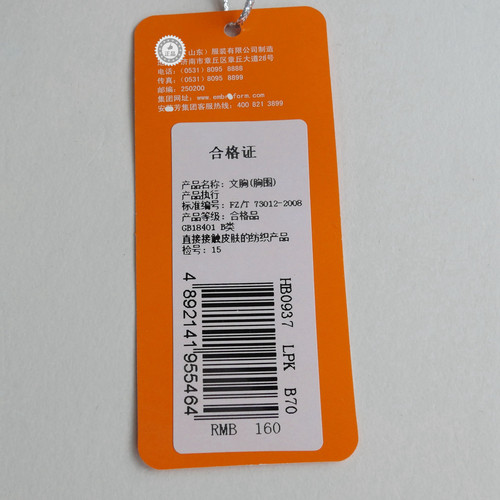 (山东)服装有限公司制造
济南市章丘区章丘大道28号
(0531) 8095 8888
传真:(0531) 8095 8899
邮编:250200
集团网址:www.embr form.com
安 芳集团客服热线:400 821 3899
合格证
产品名称:文胸(胸围)
产品执行
标准编号:FZ/T 73012-2008
产品等级:合格品
GB18401 B类
直接接触皮肤的纺织产品
检号:15
4 892141 955464
HB0937 LPK B70
RMB 160